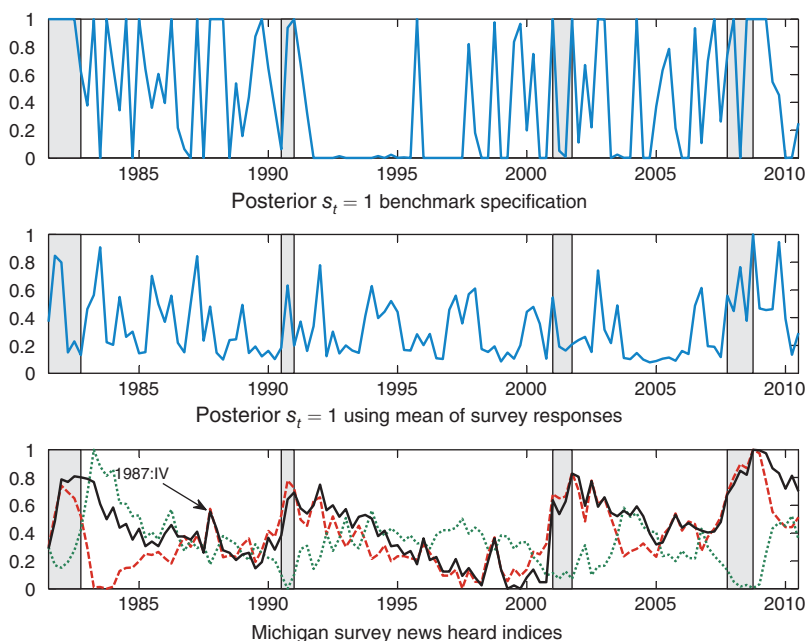 1
0.8
0.6
0.4
0.2
0
1985 1990 1995 2000 2005 2010
Posterior s_t = 1 benchmark specification
1
0.8
0.6
0.4
0.2
0
1985 1990 1995 2000 2005 2010
Posterior s_t = 1 using mean of survey responses
1
0.8
0.6
0.4
0.2
0
1987:IV
1985 1990 1995 2000 2005 2010
Michigan survey news heard indices